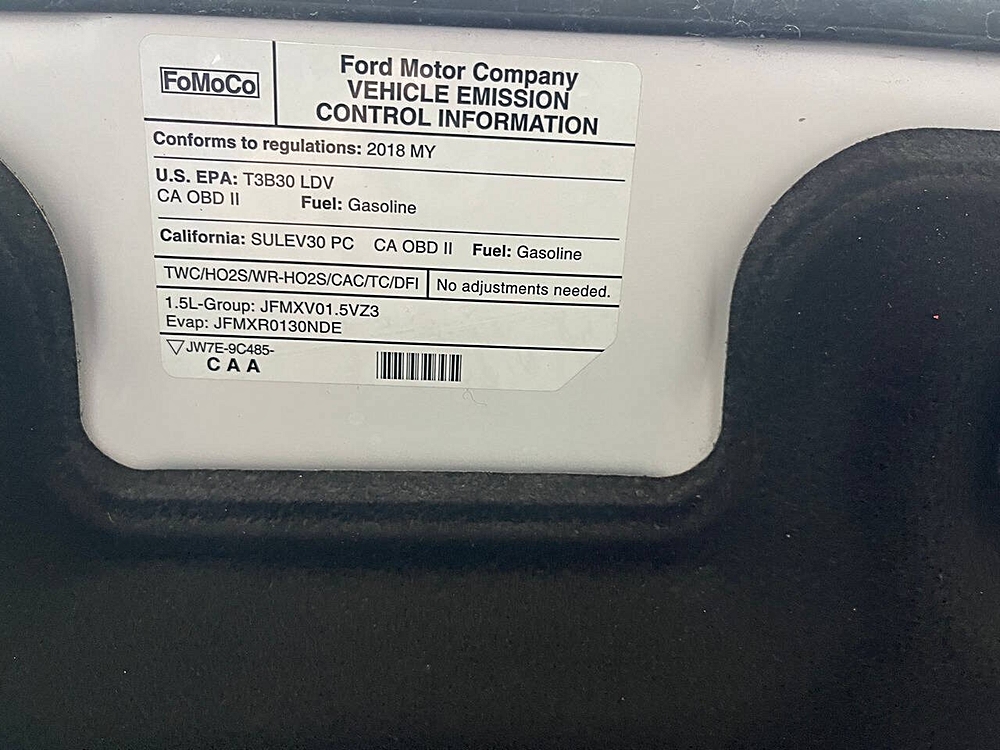 FoMoCo
Ford Motor Company
VEHICLE EMISSION
CONTROL INFORMATION
Conforms to regulations: 2018 MY
U.S. EPA: T3B30 LDV
CA OBD II Fuel: Gasoline
California: SULEV30 PC CA OBD II Fuel: Gasoline
TWC/HO2S/WR-HO2S/CAC/TC/DFI No adjustments needed.
1.5L-Group: JFMXV01.5VZ3
Evap: JFMXR0130NDE
JW7E-9C485-
C A A